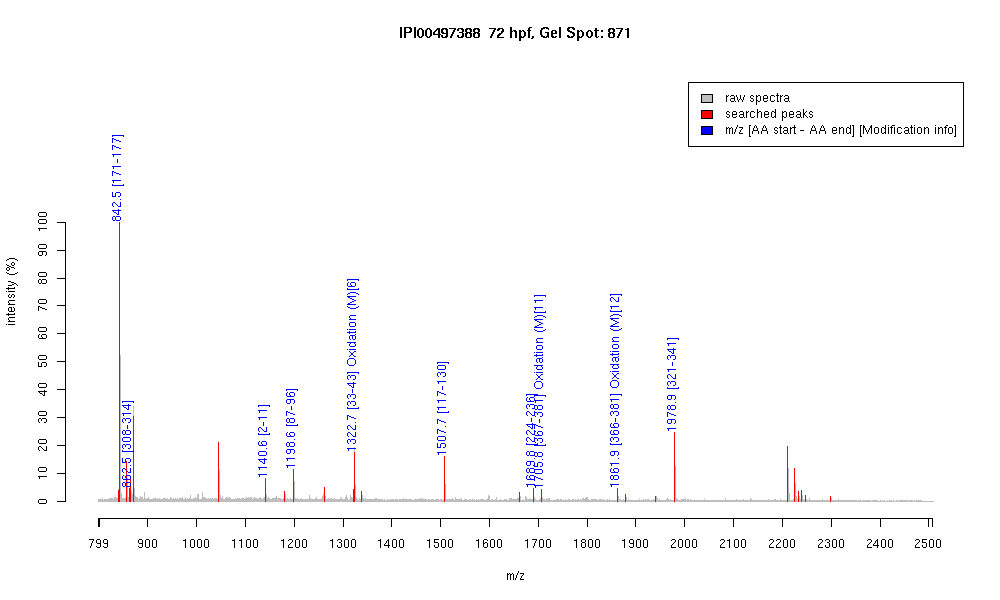 IPI00497388 72 hpf, Gel Spot: 871
raw spectra
searched peaks
m/z [AA start - AA end] [Modification info]
intensity (%)
0
10
20
30
40
50
60
70
80
90
100
842.5 [171-177]
862.5 [308-314]
1140.6 [2-11]
1198.6 [87-96]
1322.7 [33-43] Oxidation (M)[6]
1507.7 [117-130]
1689.8 [224-236]
1705.8 [367-381] Oxidation (M)[11]
1861.9 [366-381] Oxidation (M)[12]
1978.9 [321-341]
799 900 1000 1100 1200 1300 1400 1500 1600 1700 1800 1900 2000 2100 2200 2300 2400 2500
m/z